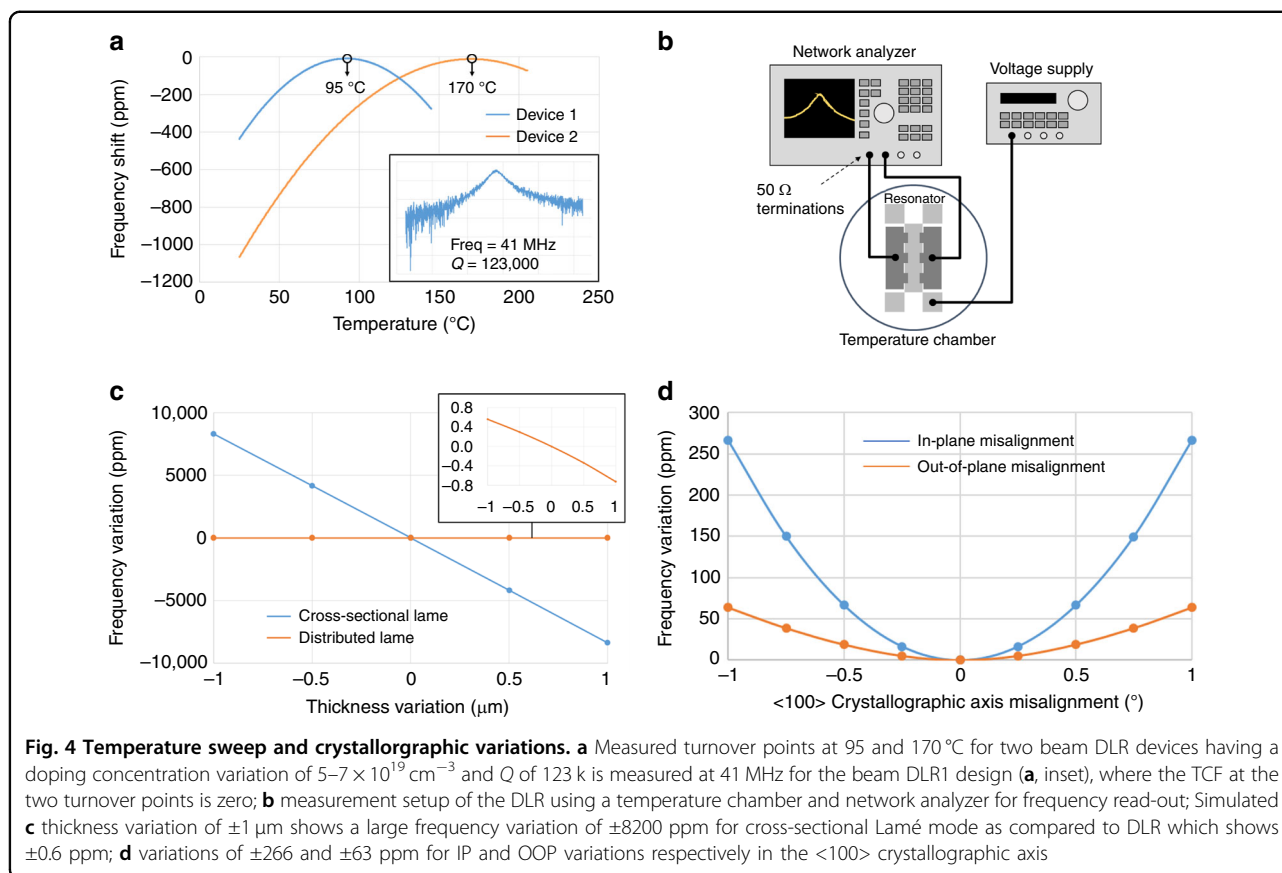 a
0
−200
−400
−600
−800
−1000
−1200
Frequency shift (ppm)
95 °C
170 °C
Device 1
Device 2
Freq = 41 MHz
Q = 123,000
0
50
100
150
200
250
Temperature (°C)
b
Network analyzer
Voltage supply
50 Ω
terminations
Resonator
Temperature chamber
c
10,000
5000
0
−5000
−10,000
Frequency variation (ppm)
0.8
0.4
0.0
−0.4
−0.8
−1
−0.5
0
0.5
1
Cross-sectional lame
Distributed lame
−1
−0.5
0
0.5
1
Thickness variation (μm)
d
300
250
200
150
100
50
0
Frequency variation (ppm)
In-plane misalignment
Out-of-plane misalignment
−1
−0.5
0
0.5
1
<100> Crystallographic axis misalignment (°)
Fig. 4 Temperature sweep and crystallorgraphic variations. a Measured turnover points at 95 and 170 °C for two beam DLR devices having a
doping concentration variation of 5–7 × 10¹⁹ cm⁻³ and Q of 123 k is measured at 41 MHz for the beam DLR1 design (a, inset), where the TCF at the
two turnover points is zero; b measurement setup of the DLR using a temperature chamber and network analyzer for frequency read-out; Simulated
c thickness variation of ±1 μm shows a large frequency variation of ±8200 ppm for cross-sectional Lamé mode as compared to DLR which shows
±0.6 ppm; d variations of ±266 and ±63 ppm for IP and OOP variations respectively in the <100> crystallographic axis